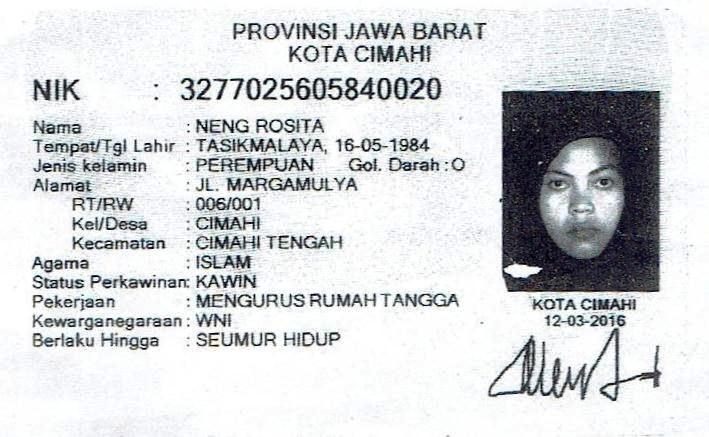 PROVINSI JAWA BARAT
KOTA CIMAHI
NIK : 3277025605840020
Nama : NENG ROSITA
Tempat/Tgl Lahir : TASIKMALAYA, 16-05-1984
Jenis kelamin : PEREMPUAN Gol. Darah : O
Alamat : JL. MARGAMULYA
RT/RW : 006/001
Kel/Desa : CIMAHI
Kecamatan : CIMAHI TENGAH
Agama : ISLAM
Status Perkawinan: KAWIN
Pekerjaan : MENGURUS RUMAH TANGGA
Kewarganegaraan : WNI
Berlaku Hingga : SEUMUR HIDUP
KOTA CIMAHI
12-03-2016